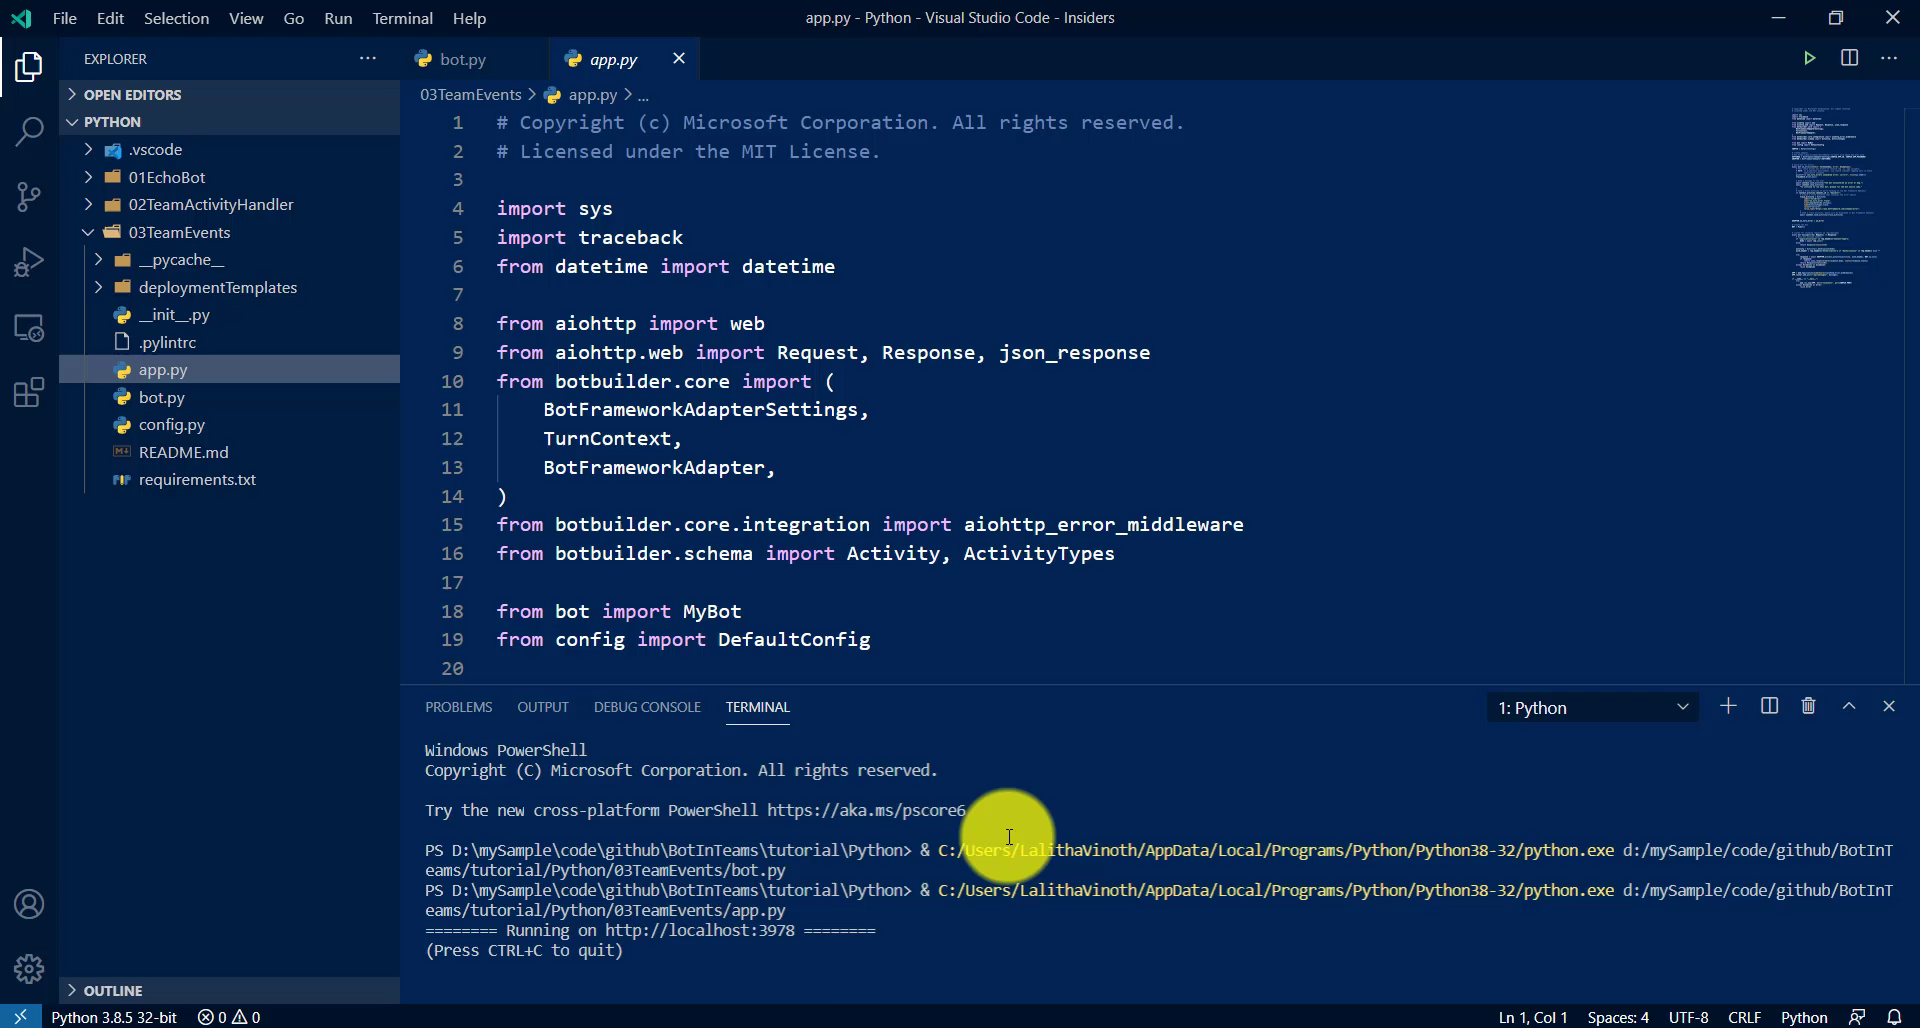 File Edit Selection View Go Run Terminal Help
app.py - Python - Visual Studio Code - Insiders
EXPLORER
OPEN EDITORS
PYTHON
.vscode
01EchoBot
02TeamActivityHandler
03TeamEvents
__pycache__
deploymentTemplates
__init__.py
.pylintrc
app.py
bot.py
config.py
README.md
requirements.txt
OUTLINE
bot.py app.py
03TeamEvents > app.py > ...
1 # Copyright (c) Microsoft Corporation. All rights reserved.
2 # Licensed under the MIT License.
3
4 import sys
5 import traceback
6 from datetime import datetime
7
8 from aiohttp import web
9 from aiohttp.web import Request, Response, json_response
10 from botbuilder.core import (
11 BotFrameworkAdapterSettings,
12 TurnContext,
13 BotFrameworkAdapter,
14 )
15 from botbuilder.core.integration import aiohttp_error_middleware
16 from botbuilder.schema import Activity, ActivityTypes
17
18 from bot import MyBot
19 from config import DefaultConfig
20
PROBLEMS OUTPUT DEBUG CONSOLE TERMINAL
1: Python
Windows PowerShell
Copyright (C) Microsoft Corporation. All rights reserved.
Try the new cross-platform PowerShell https://aka.ms/pscore6
PS D:\mySample\code\github\BotInTeams\tutorial\Python> & C:/Users/LalithaVinoth/AppData/Local/Programs/Python/Python38-32/python.exe d:/mySample/code/github/BotInT
eams/tutorial/Python/03TeamEvents/bot.py
PS D:\mySample\code\github\BotInTeams\tutorial\Python> & C:/Users/LalithaVinoth/AppData/Local/Programs/Python/Python38-32/python.exe d:/mySample/code/github/BotInT
eams/tutorial/Python/03TeamEvents/app.py
======== Running on http://localhost:3978 ========
(Press CTRL+C to quit)
Python 3.8.5 32-bit 0 0
Ln 1, Col 1 Spaces: 4 UTF-8 CRLF Python